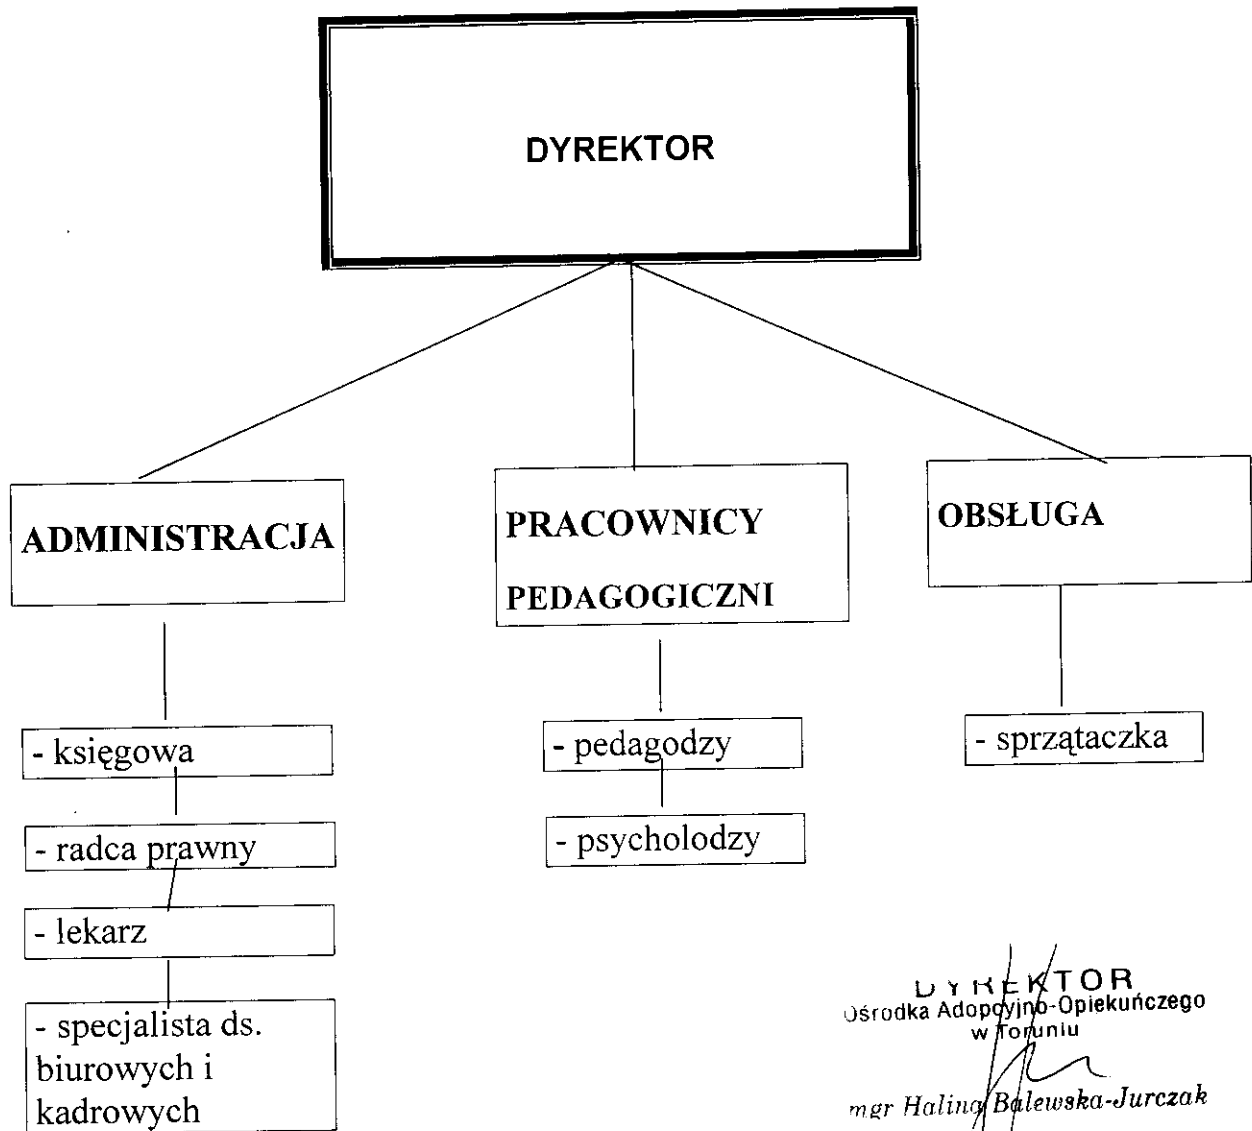 DYREKTOR
ADMINISTRACJA
PRACOWNICY
PEDAGOGICZNI
OBSŁUGA
- księgowa
- radca prawny
- lekarz
- specjalista ds.
biurowych i
kadrowych
- pedagodzy
- psycholodzy
- sprzątaczka
DYREKTOR
Ośrodka Adopcyjno-Opiekuńczego
w Toruniu
mgr Halina Balewska-Jurczak